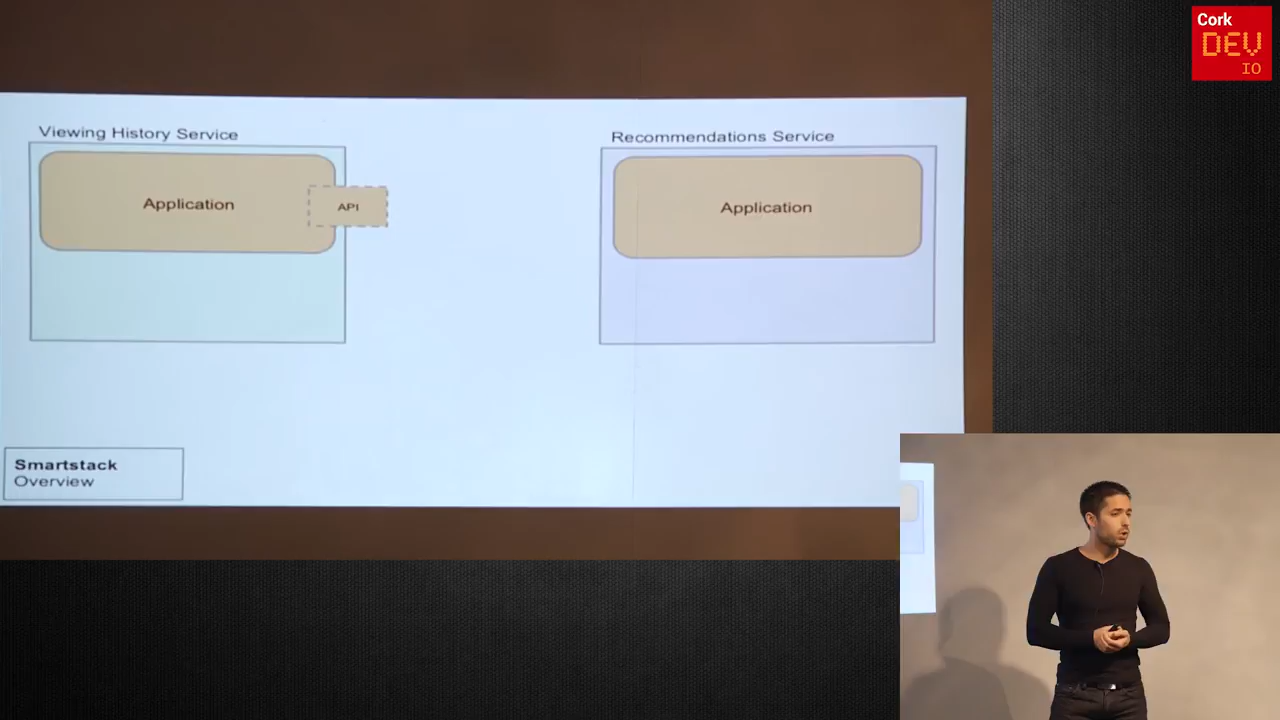 Cork
DEV
IO
Viewing History Service
Application
API
Recommendations Service
Application
Smartstack
Overview